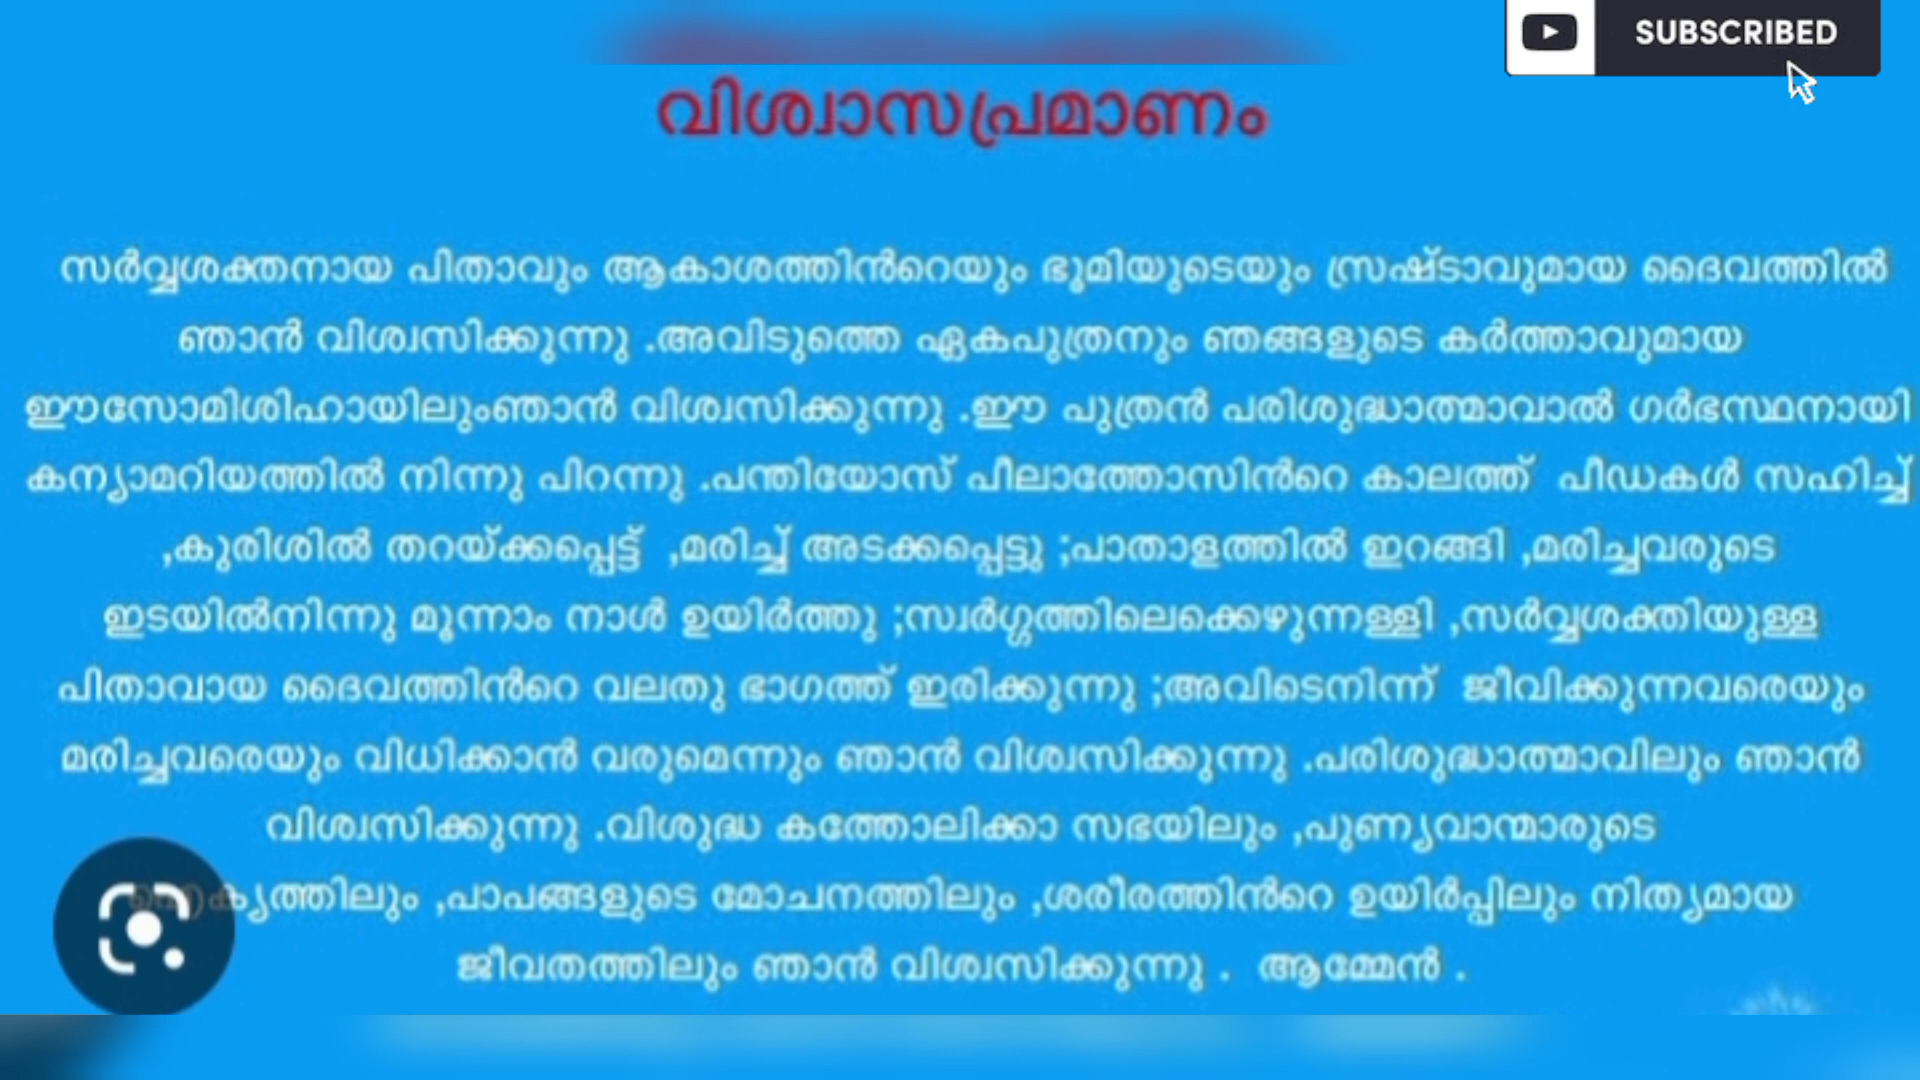 SUBSCRIBED
വിശ്വാസപ്രമാണം
സർവ്വശക്തനായ പിതാവും ആകാശത്തിൻറെയും ഭൂമിയുടെയും സ്രഷ്ടാവുമായ ദൈവത്തിൽ
ഞാൻ വിശ്വസിക്കുന്നു .അവിടുത്തെ ഏകപുത്രനും ഞങ്ങളുടെ കർത്താവുമായ
ഈസോമിശിഹായിലുംഞാൻ വിശ്വസിക്കുന്നു .ഈ പുത്രൻ പരിശുദ്ധാത്മാവാൽ ഗർഭസ്ഥനായി
കന്യാമറിയത്തിൽ നിന്നു പിറന്നു .പന്തിയോസ് പീലാത്തോസിൻറെ കാലത്ത് പീഡകൾ സഹിച്ച്
,കുരിശിൽ തറയ്ക്കപ്പെട്ട് ,മരിച്ച് അടക്കപ്പെട്ടു ;പാതാളത്തിൽ ഇറങ്ങി ,മരിച്ചവരുടെ
ഇടയിൽനിന്നു മൂന്നാം നാൾ ഉയിർത്തു ;സ്വർഗ്ഗത്തിലെക്കെഴുന്നള്ളി ,സർവ്വശക്തിയുള്ള
പിതാവായ ദൈവത്തിൻറെ വലതു ഭാഗത്ത് ഇരിക്കുന്നു ;അവിടെനിന്ന് ജീവിക്കുന്നവരെയും
മരിച്ചവരെയും വിധിക്കാൻ വരുമെന്നും ഞാൻ വിശ്വസിക്കുന്നു .പരിശുദ്ധാത്മാവിലും ഞാൻ
വിശ്വസിക്കുന്നു .വിശുദ്ധ കത്തോലിക്കാ സഭയിലും ,പുണ്യവാന്മാരുടെ
ഐക്യത്തിലും ,പാപങ്ങളുടെ മോചനത്തിലും ,ശരീരത്തിൻറെ ഉയിർപ്പിലും നിത്യമായ
ജീവതത്തിലും ഞാൻ വിശ്വസിക്കുന്നു . ആമ്മേൻ .